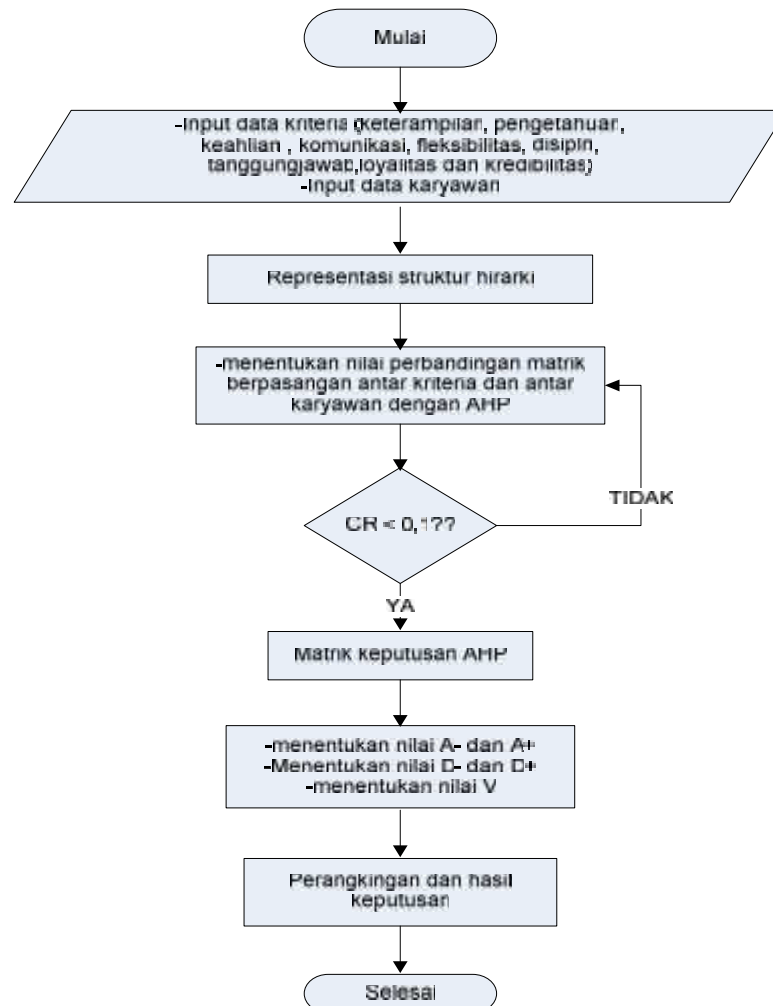 Mulai
-Input data kriteria (keterampilan, pengetahuan,
keahlian , komunikasi, fleksibilitas, disiplin,
tanggungjawab,loyalitas dan kredibilitas)
-Input data karyawan
Representasi struktur hirarki
-menentukan nilai perbandingan matrik
berpasangan antar kriteria dan antar
karyawan dengan AHP
TIDAK
CR < 0,1??
YA
Matrik keputusan AHP
-menentukan nilai A- dan A+
-Menentukan nilai D- dan D+
-menentukan nilai V
Perangkingan dan hasil
keputusan
Selesai